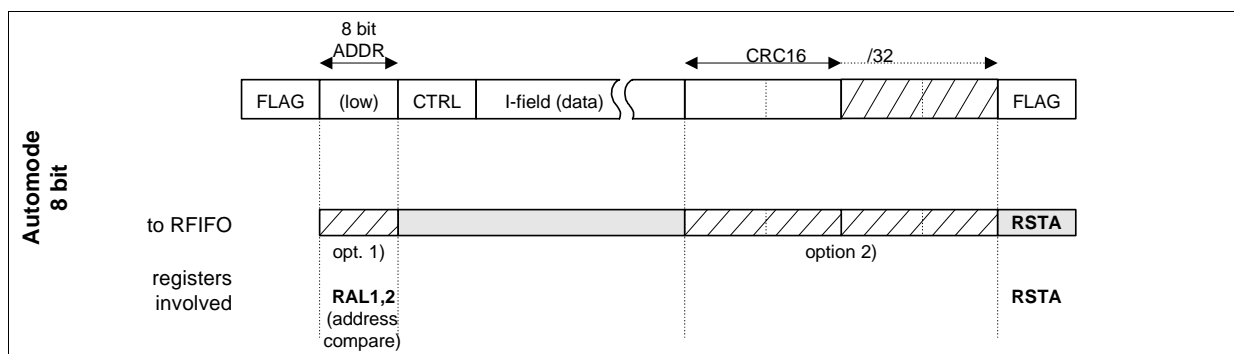 8 bit
ADDR
CRC16 /32
FLAG (low) CTRL I-field (data) FLAG
Automode
8 bit
to RFIFO RSTA
opt. 1) option 2)
registers
involved
RAL1,2 RSTA
(address
compare)